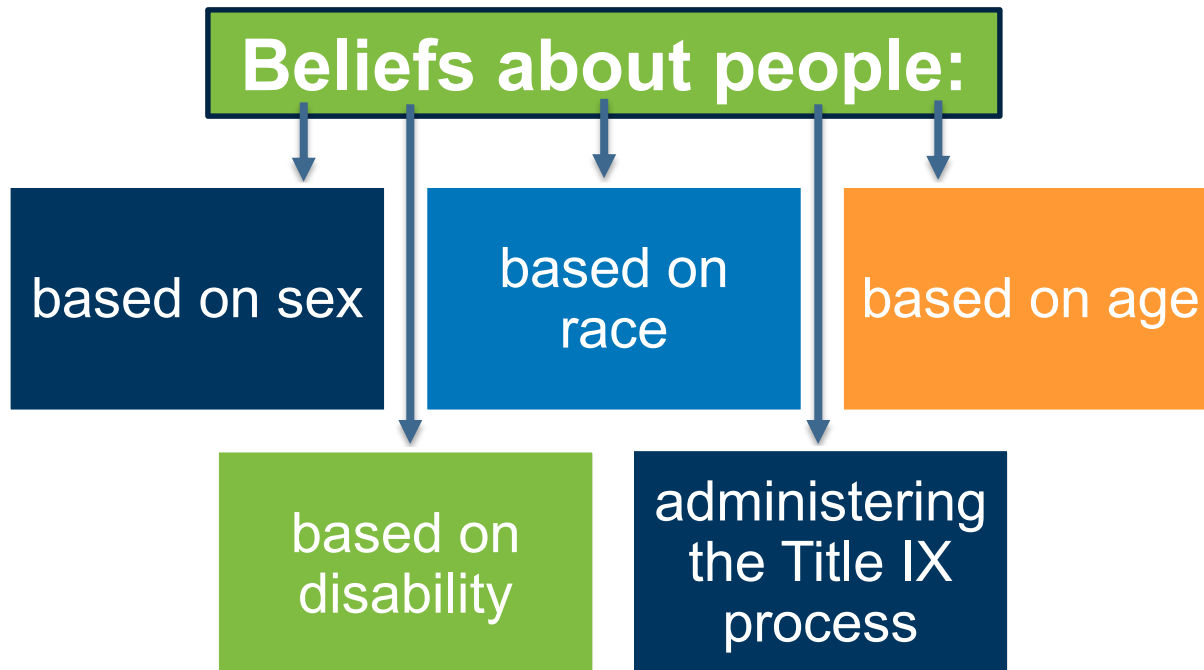 Beliefs about people:
based on sex
based on
race
based on age
based on
disability
administering
the Title IX
process